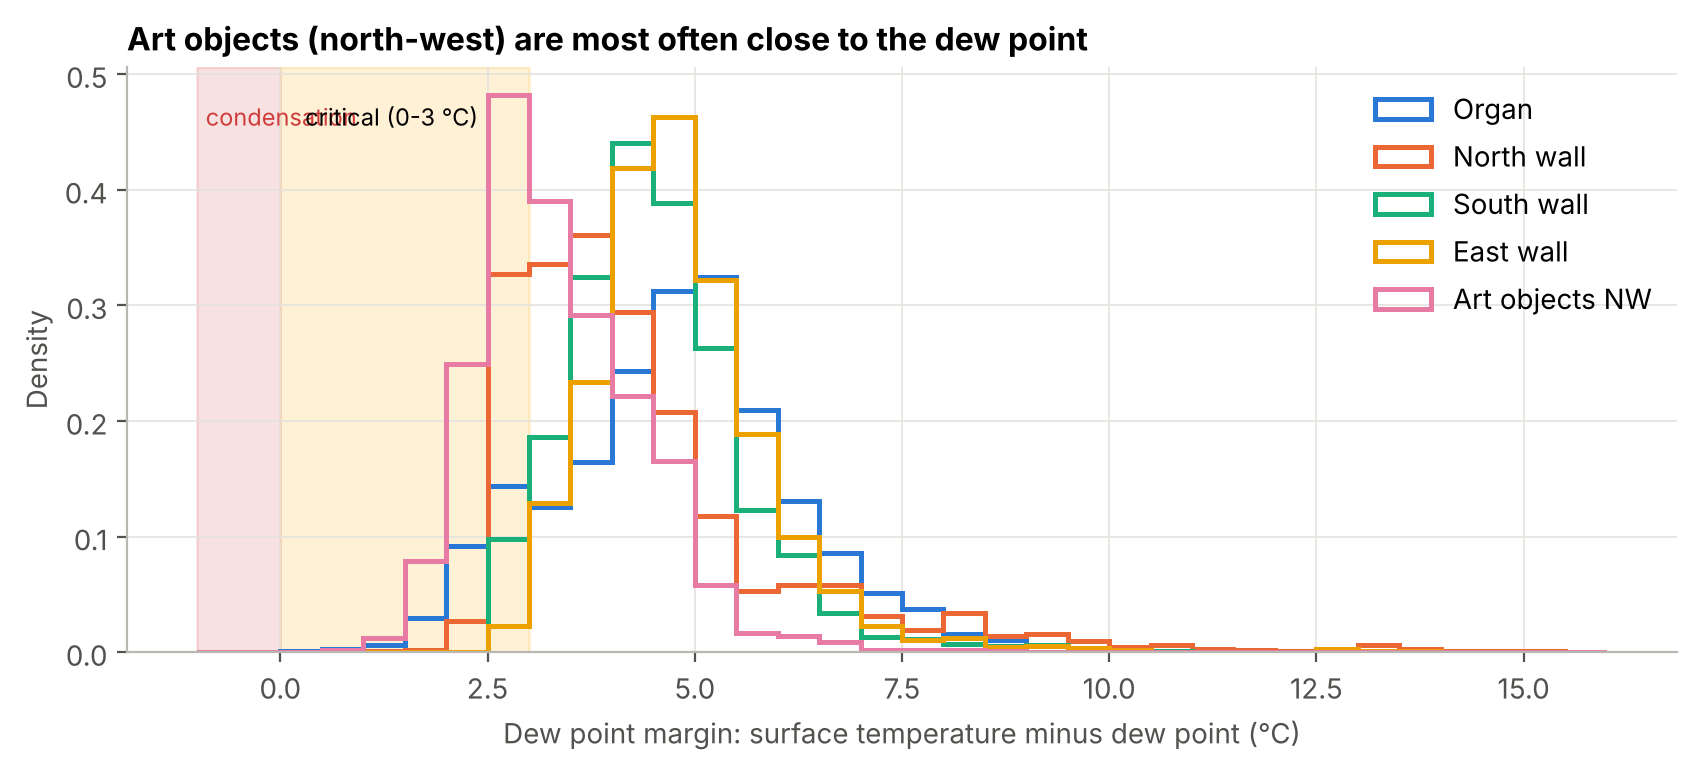 Art objects (north-west) are most often close to the dew point
condensation
critical (0-3 °C)
Organ
North wall
South wall
East wall
Art objects NW
Density
0.5
0.4
0.3
0.2
0.1
0.0
0.0 2.5 5.0 7.5 10.0 12.5 15.0
Dew point margin: surface temperature minus dew point (°C)